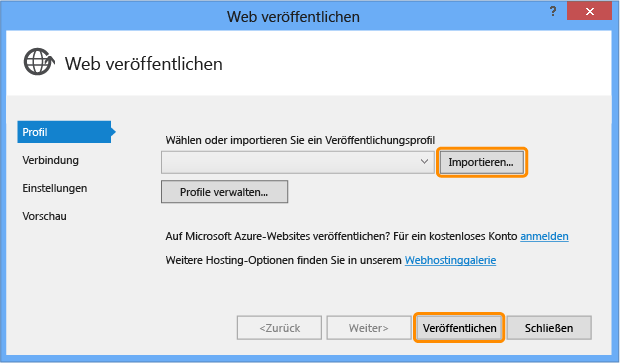 Web veröffentlichen
?
Web veröffentlichen
Profil
Verbindung
Einstellungen
Vorschau
Wählen oder importieren Sie ein Veröffentlichungsprofil
Importieren...
Profile verwalten...
Auf Microsoft Azure-Websites veröffentlichen? Für ein kostenloses Konto anmelden
Weitere Hosting-Optionen finden Sie in unserem Webhostinggalerie
<Zurück Weiter> Veröffentlichen Schließen